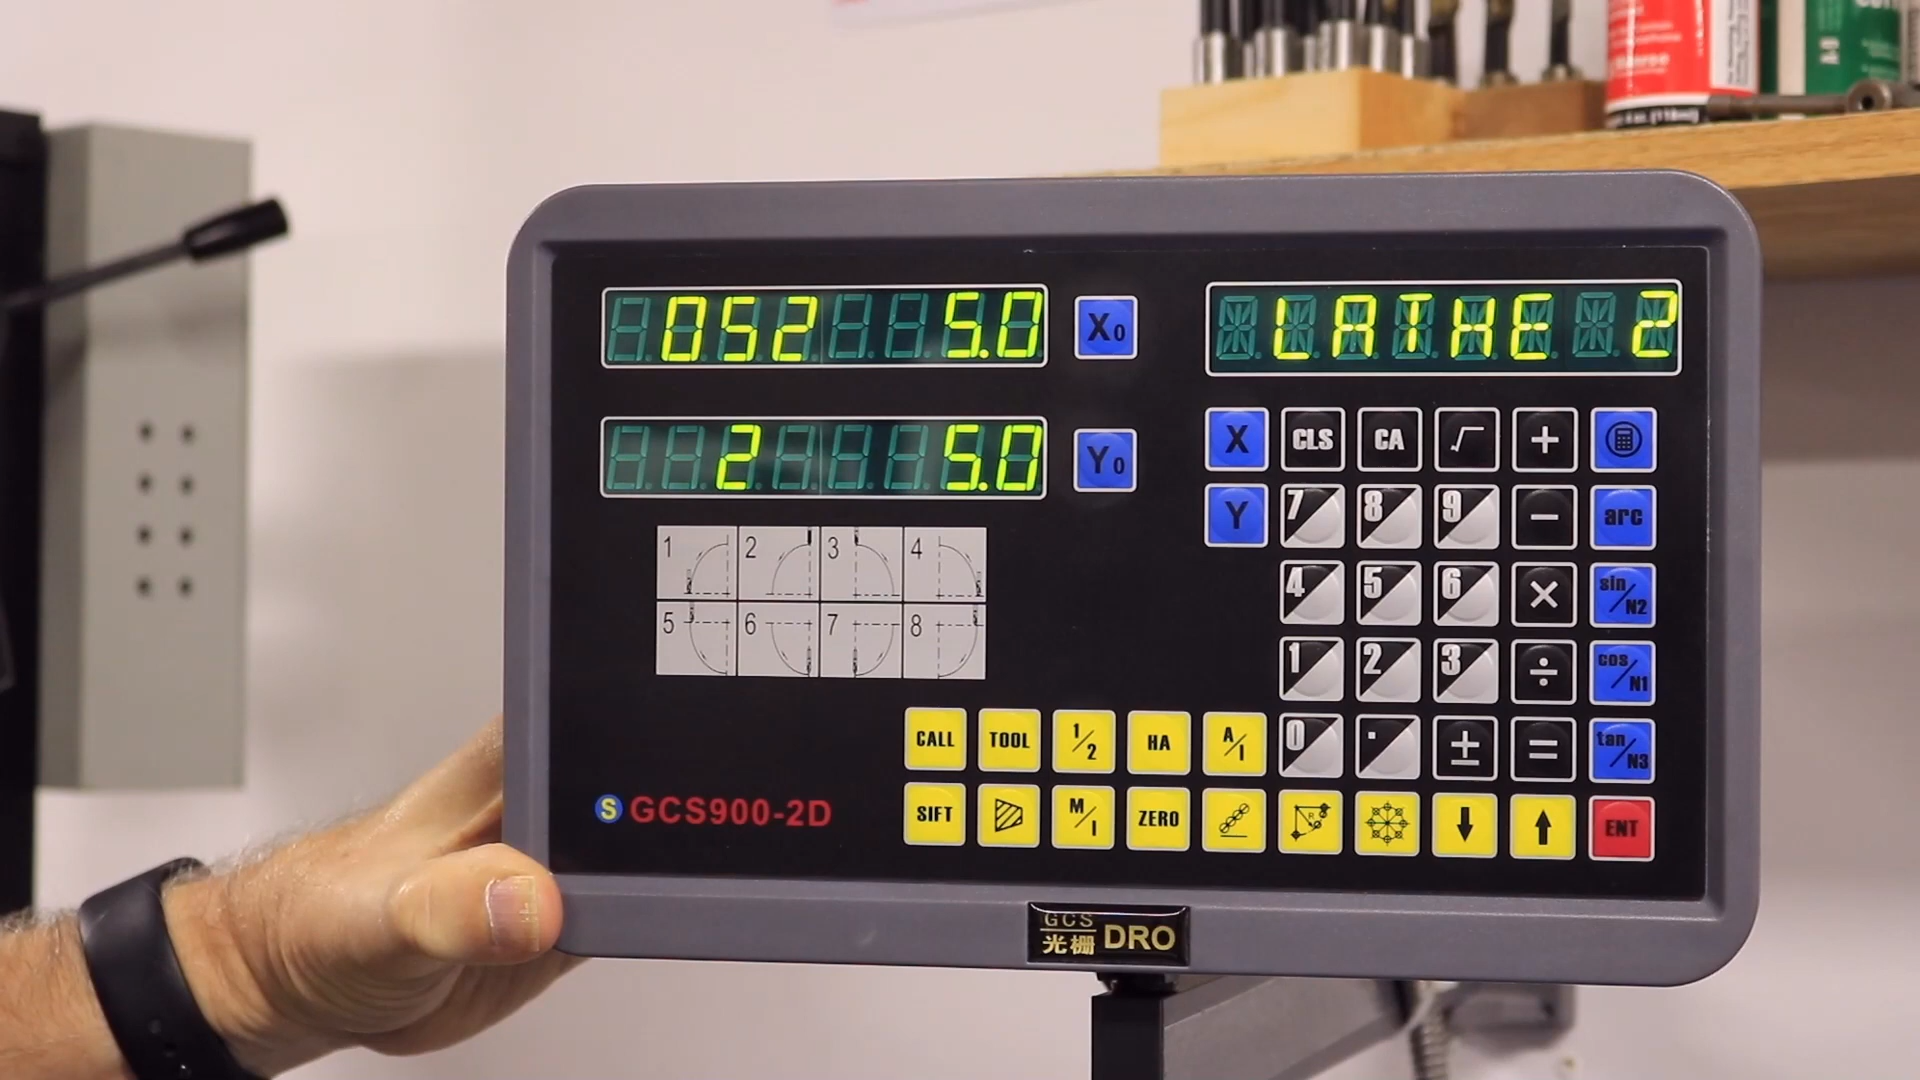 052 5.0
X0
LATHE 2
2 5.0
Y0
X CLS CA √ +
Y 7 8 9 − arc
4 5 6 × sin/N2
1 2 3 ÷ cos/N1
0 . ± = tan/N3
1 2 3 4
5 6 7 8
CALL TOOL 1/2 HA A/I
SIFT M/I ZERO ↓ ↑ ENT
S GCS900-2D
GCS
光栅 DRO